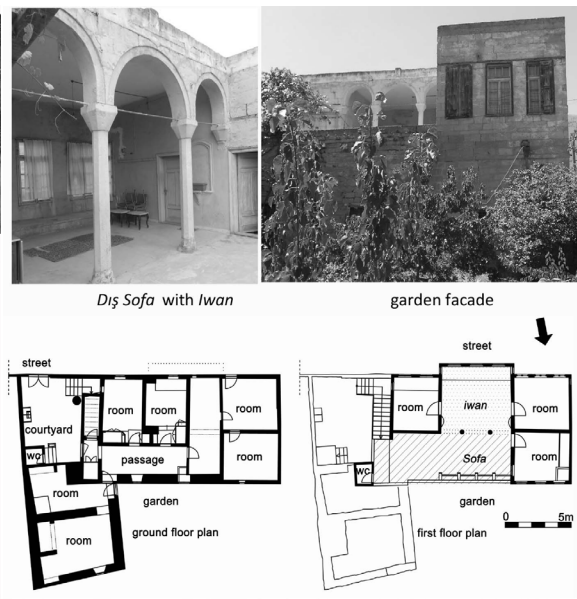 Dış Sofa with Iwan
garden facade
street
room
room
room
courtyard
wc
passage
room
room
garden
room
ground floor plan
street
room
iwan
room
Sofa
room
wc
garden
first floor plan
0 5m